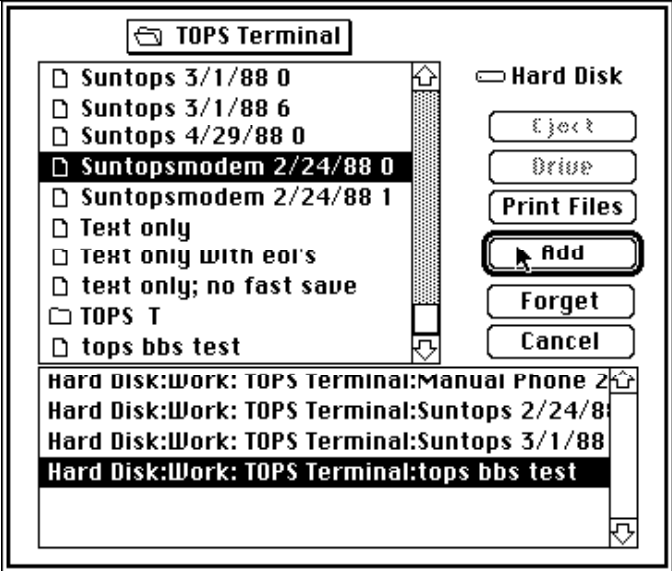 TOPS Terminal
Suntops 3/1/88 0
Suntops 3/1/88 6
Suntops 4/29/88 0
Suntopsmodem 2/24/88 0
Suntopsmodem 2/24/88 1
Text only
Text only with eol's
text only; no fast save
TOPS T
tops bbs test
Hard Disk
Eject
Drive
Print Files
Add
Forget
Cancel
Hard Disk:Work: TOPS Terminal:Manual Phone 2
Hard Disk:Work: TOPS Terminal:Suntops 2/24/8
Hard Disk:Work: TOPS Terminal:Suntops 3/1/88
Hard Disk:Work: TOPS Terminal:tops bbs test